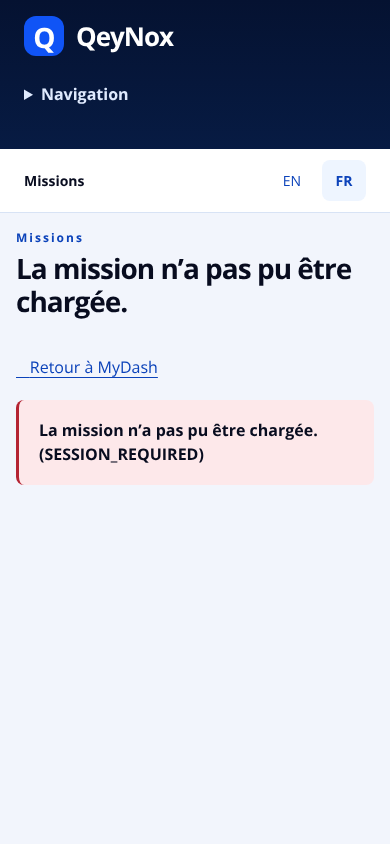 Q QeyNox
▶ Navigation
Missions EN FR
Missions
La mission n’a pas pu être
chargée.
Retour à MyDash
La mission n’a pas pu être chargée.
(SESSION_REQUIRED)